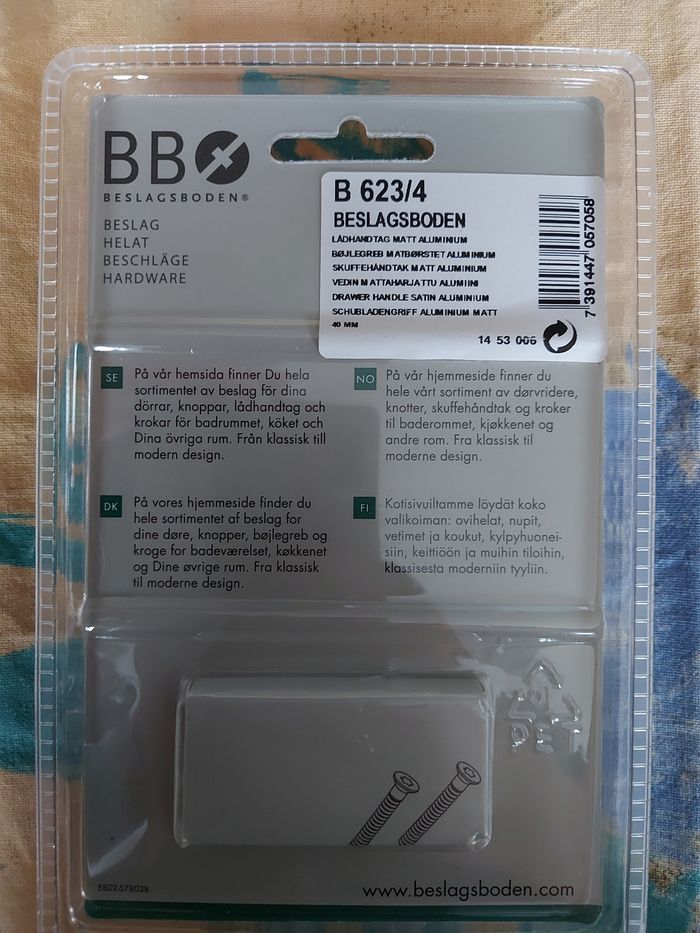 BB
BESLAGSBODEN®
BESLAG
HELAT
BESCHLÄGE
HARDWARE
B 623/4
BESLAGSBODEN
LÅDHANDTAG MATT ALUMINIUM
BØJLEGREB MATBØRSTET ALUMINIUM
SKUFFEHÅNDTAK MATT ALUMINIUM
VEDIN MATTAHARJATTU ALUMIINI
DRAWER HANDLE SATIN ALUMINIUM
SCHUBLADENGRIFF ALUMINIUM MATT
40 MM
14 53 006
7391447057058
SE
På vår hemsida finner Du hela
sortimentet av beslag för dina
dörrar, knoppar, lådhandtag och
krokar för badrummet, köket och
Dina övriga rum. Från klassisk till
modern design.
NO
På vår hjemmeside finner du
hele vårt sortiment av dørvridere,
knotter, skuffehåndtak og kroker
til baderommet, kjøkkenet og
andre rom. Fra klassisk til
moderne design.
DK
På vores hjemmeside finder du
hele sortimentet af beslag for
dine døre, knopper, bøjlegreb og
kroge for badeværelset, køkkenet
og Dine øvrige rum. Fra klassisk
til moderne design.
FI
Kotisivuiltamme löydät koko
valikoiman: ovihelat, nupit,
vetimet ja koukut, kylpyhuonei-
siin, keittiöön ja muihin tiloihin,
klassisesta moderniin tyyliin.
01
PET
E802-578038
www.beslagsboden.com